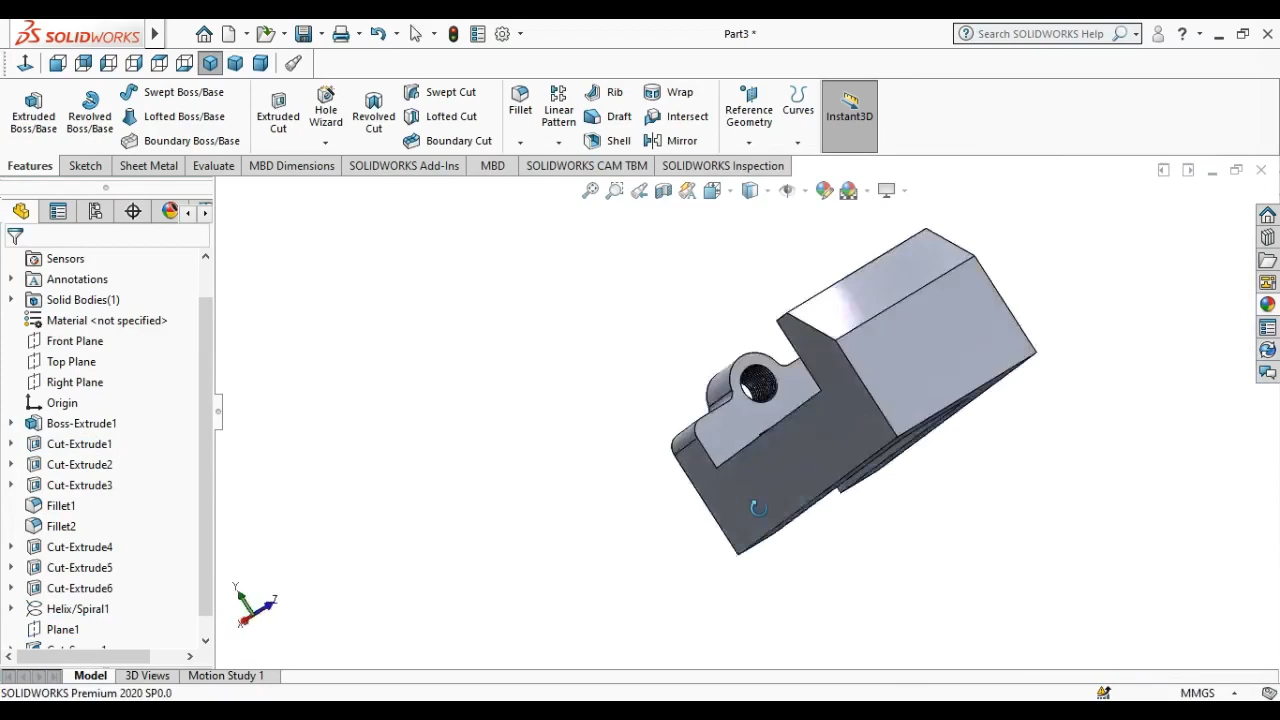 SOLIDWORKS
Part3 *
Search SOLIDWORKS Help
Extruded Boss/Base
Revolved Boss/Base
Swept Boss/Base
Lofted Boss/Base
Boundary Boss/Base
Extruded Cut
Hole Wizard
Revolved Cut
Swept Cut
Lofted Cut
Boundary Cut
Fillet
Linear Pattern
Rib
Draft
Shell
Wrap
Intersect
Mirror
Reference Geometry
Curves
Instant3D
Features
Sketch
Sheet Metal
Evaluate
MBD Dimensions
SOLIDWORKS Add-Ins
MBD
SOLIDWORKS CAM TBM
SOLIDWORKS Inspection
Sensors
Annotations
Solid Bodies(1)
Material <not specified>
Front Plane
Top Plane
Right Plane
Origin
Boss-Extrude1
Cut-Extrude1
Cut-Extrude2
Cut-Extrude3
Fillet1
Fillet2
Cut-Extrude4
Cut-Extrude5
Cut-Extrude6
Helix/Spiral1
Plane1
Y
Z
X
Model
3D Views
Motion Study 1
SOLIDWORKS Premium 2020 SP0.0
MMGS